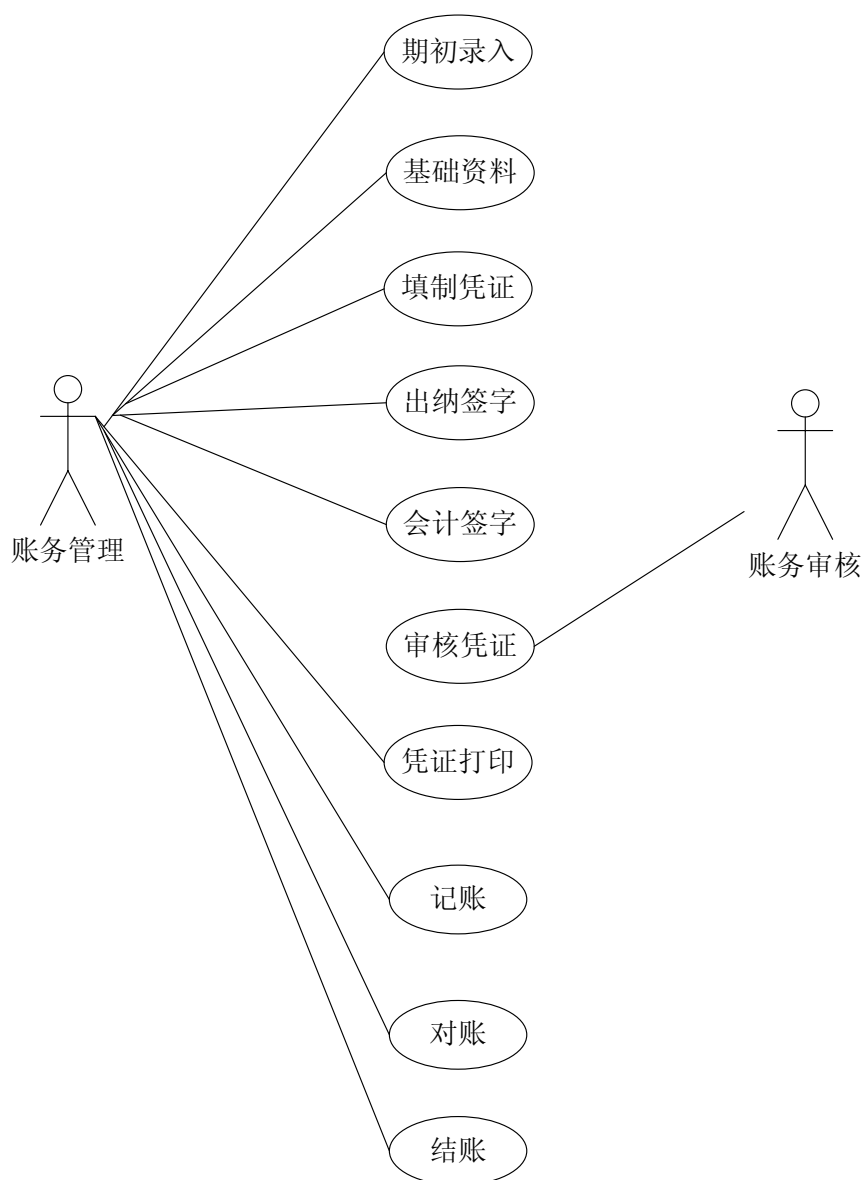 期初录入
基础资料
填制凭证
出纳签字
会计签字
账务管理
账务审核
审核凭证
凭证打印
记账
对账
结账